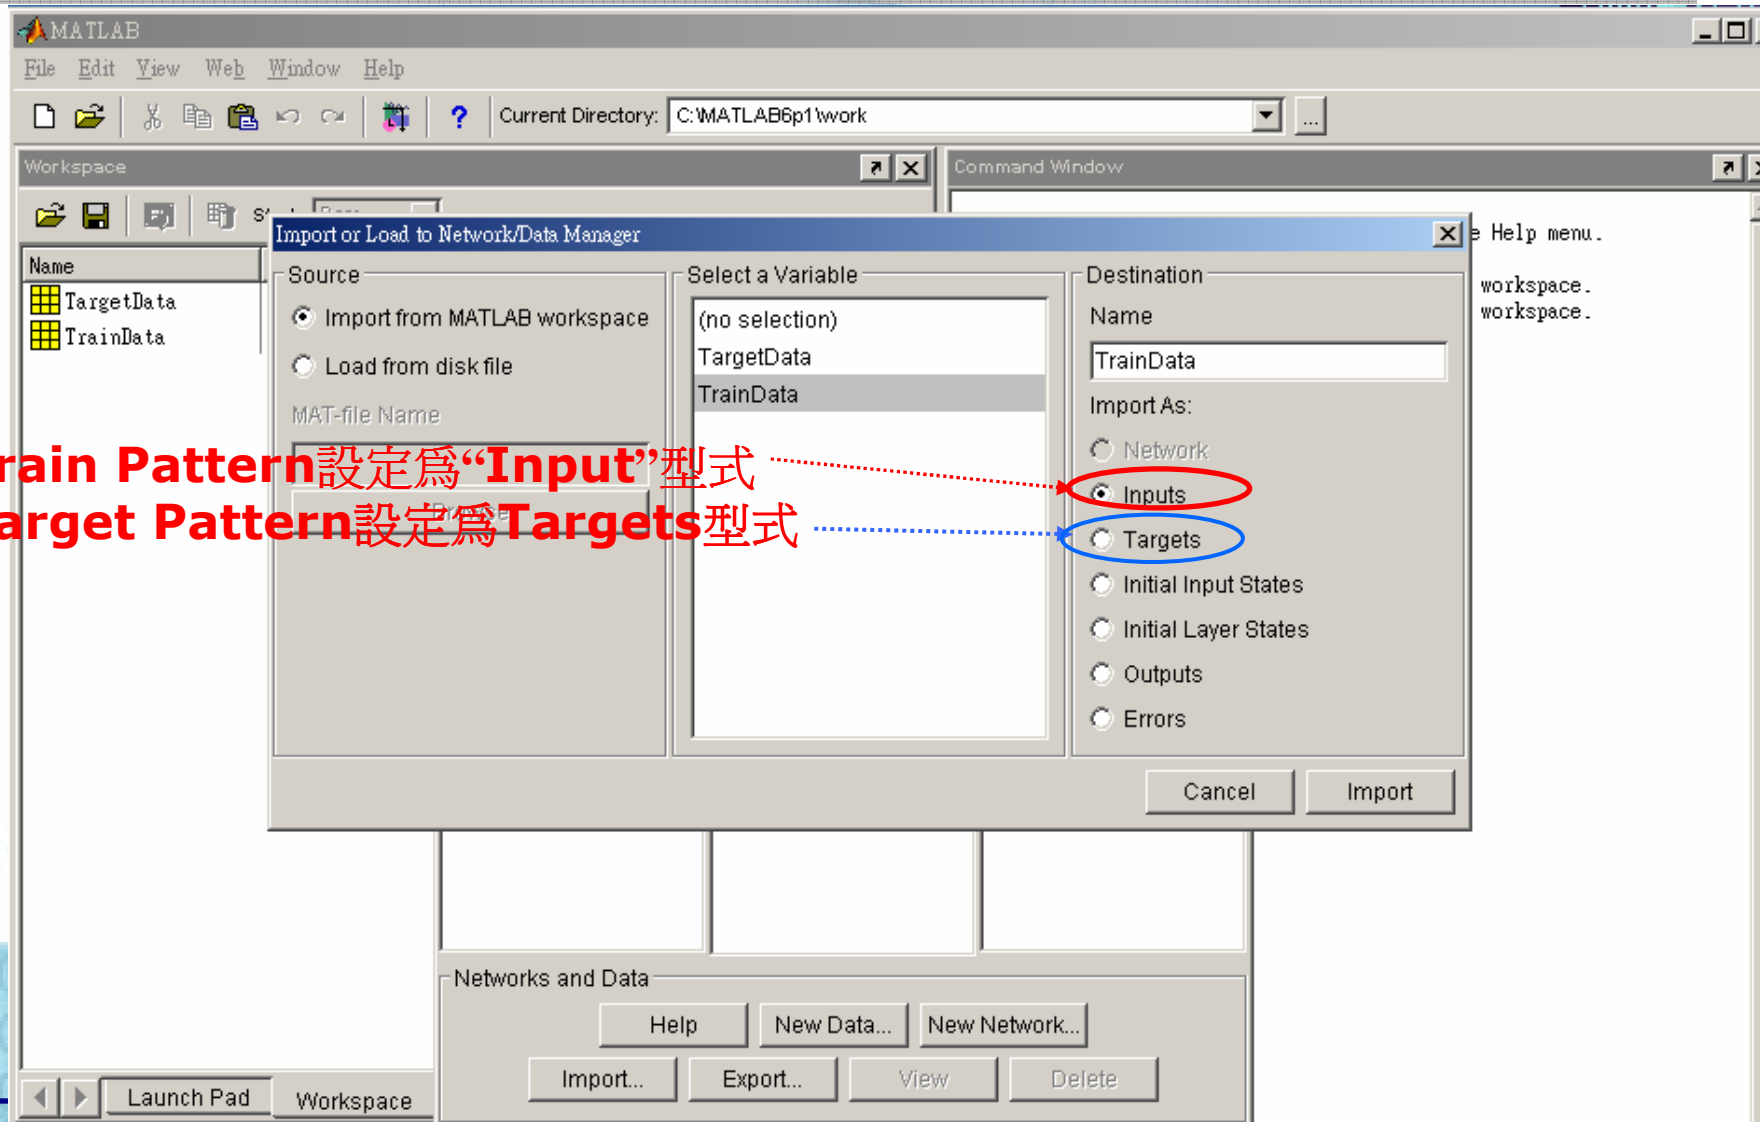 MATLAB
File Edit View Web Window Help
Current Directory: C:\MATLAB6p1\work ...
Workspace
Command Window
Import or Load to Network/Data Manager
e Help menu.
workspace.
workspace.
Name
TargetData
TrainData
Source
Import from MATLAB workspace
Load from disk file
MAT-file Name
Select a Variable
(no selection)
TargetData
TrainData
Destination
Name
TrainData
Import As:
Network
Inputs
Targets
Initial Input States
Initial Layer States
Outputs
Errors
rain Pattern設定爲“Input”型式
arget Pattern設定爲Targets型式
Cancel Import
Networks and Data
Help New Data... New Network...
Import... Export... View Delete
Launch Pad Workspace